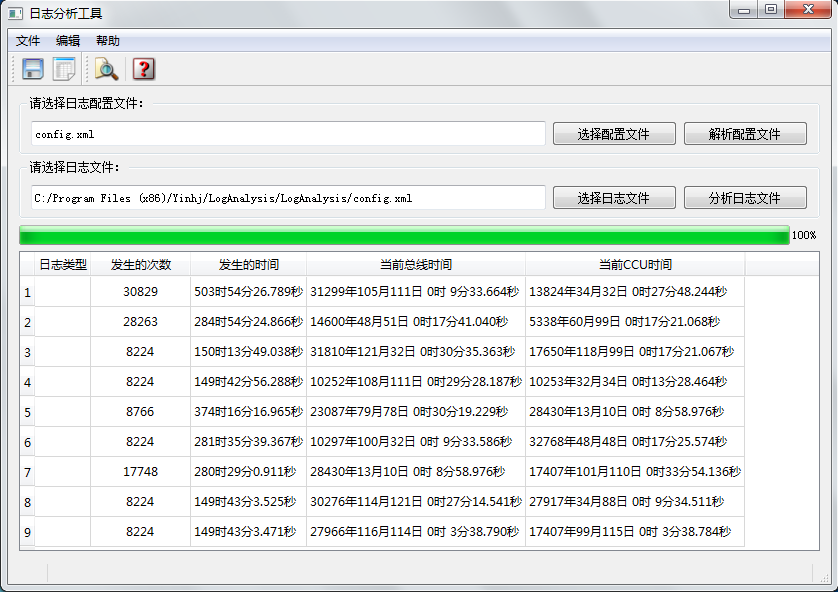 日志分析工具
文件 编辑 帮助
请选择日志配置文件：
config.xml 选择配置文件 解析配置文件
请选择日志文件：
C:/Program Files (x86)/Yinhj/LogAnalysis/LogAnalysis/config.xml 选择日志文件 分析日志文件
100%
日志类型 发生的次数 发生的时间 当前总线时间 当前CCU时间
1 30829 503时54分26.789秒 31299年105月111日 0时 9分33.664秒 13824年34月32日 0时27分48.244秒
2 28263 284时54分24.866秒 14600年48月51日 0时17分41.040秒 5338年60月99日 0时17分21.068秒
3 8224 150时13分49.038秒 31810年121月32日 0时30分35.363秒 17650年118月99日 0时17分21.067秒
4 8224 149时42分56.288秒 10252年108月111日 0时29分28.187秒 10253年32月34日 0时13分28.464秒
5 8766 374时16分16.965秒 23087年79月78日 0时30分19.229秒 28430年13月10日 0时 8分58.976秒
6 8224 281时35分39.367秒 10297年100月32日 0时 9分33.586秒 32768年48月48日 0时17分25.574秒
7 17748 280时29分0.911秒 28430年13月10日 0时 8分58.976秒 17407年101月110日 0时33分54.136秒
8 8224 149时43分3.525秒 30276年114月121日 0时27分14.541秒 27917年34月88日 0时 9分34.511秒
9 8224 149时43分3.471秒 27966年116月114日 0时 3分38.790秒 17407年99月115日 0时 3分38.784秒